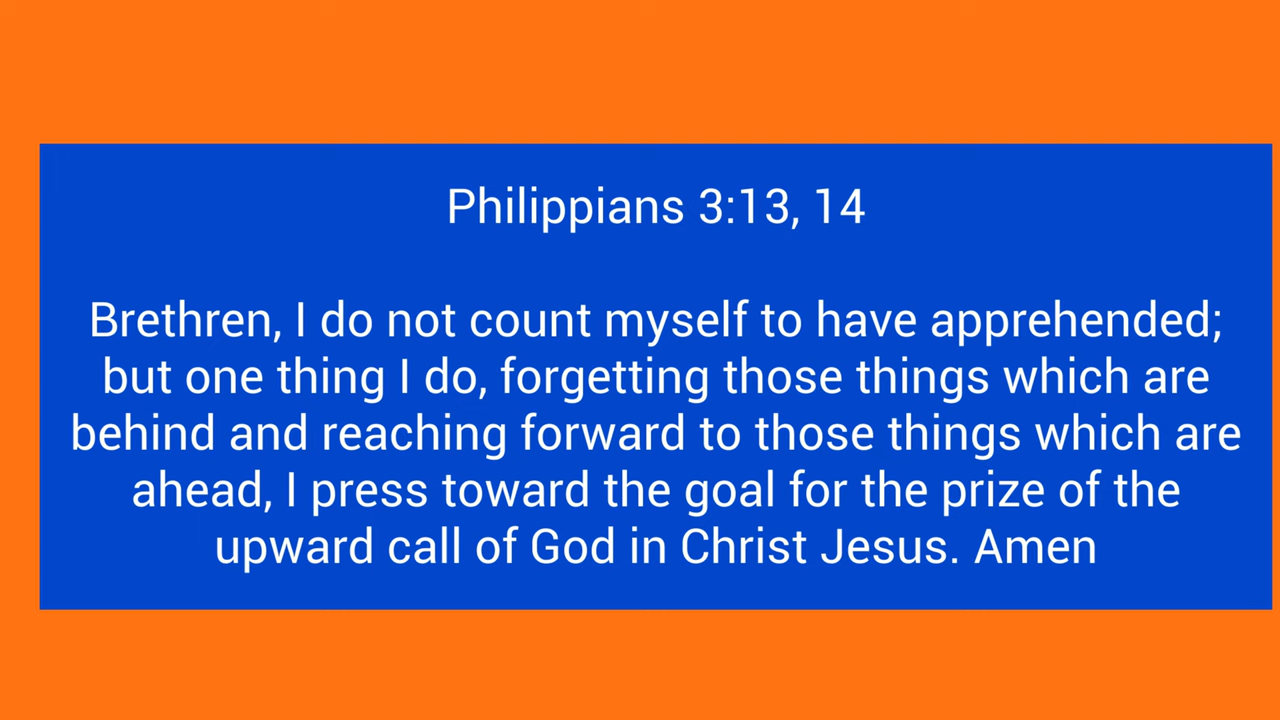 Philippians 3:13, 14
Brethren, I do not count myself to have apprehended;
but one thing I do, forgetting those things which are
behind and reaching forward to those things which are
ahead, I press toward the goal for the prize of the
upward call of God in Christ Jesus. Amen